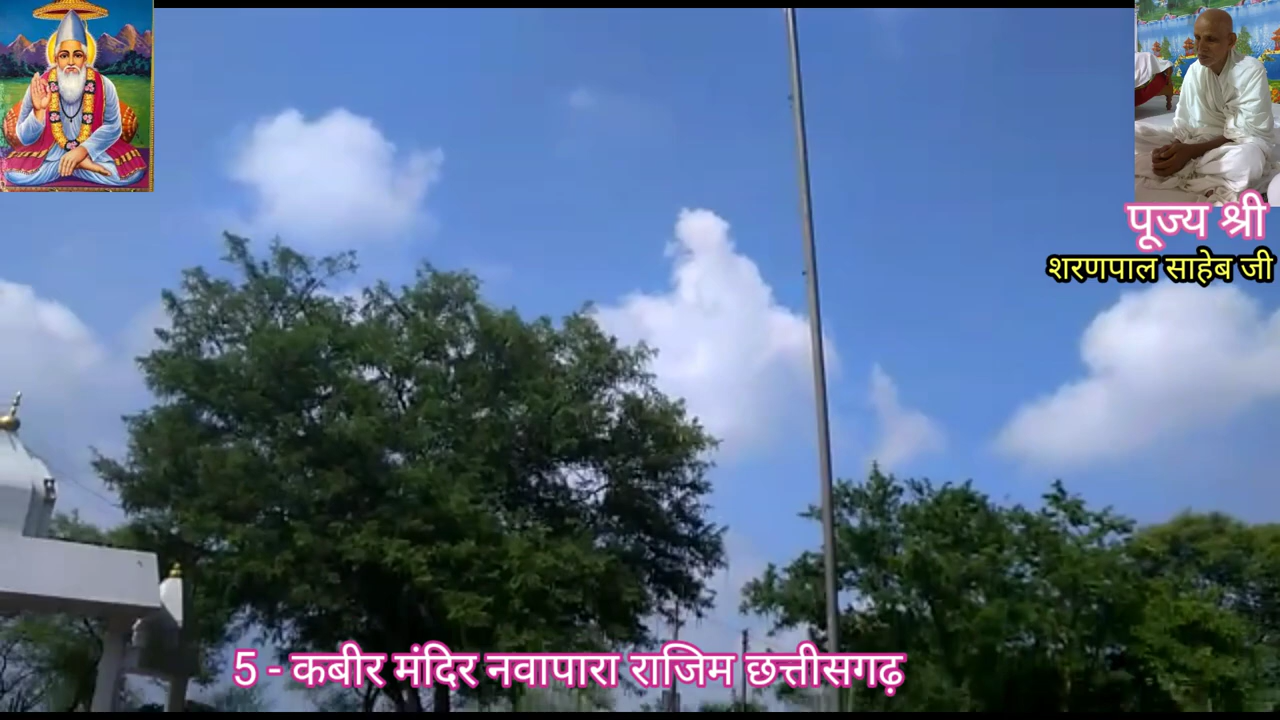 पूज्य श्री
शरणपाल साहेब जी
5 - कबीर मंदिर नवापारा राजिम छत्तीसगढ़